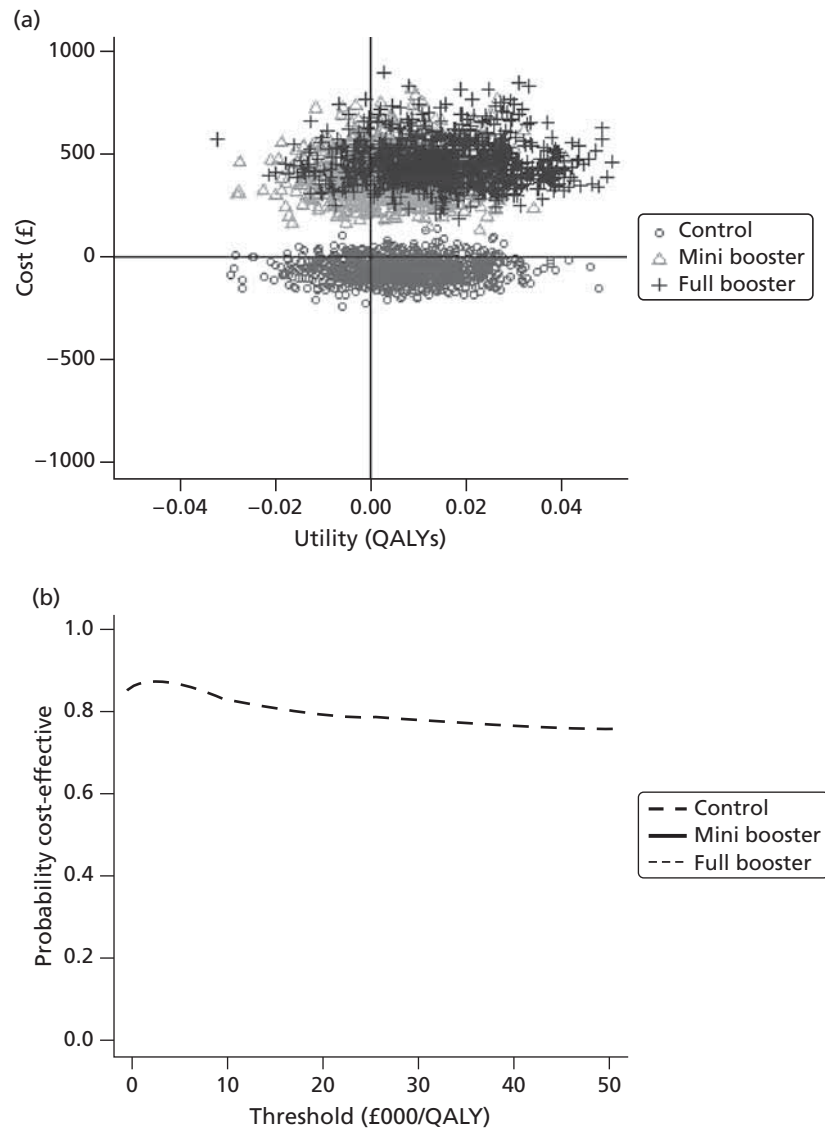 (a)
1000
500
0
−500
−1000
Cost (£)
−0.04
−0.02
0.00
0.02
0.04
Utility (QALYs)
Control
Mini booster
Full booster
(b)
1.0
0.8
0.6
0.4
0.2
0.0
Probability cost-effective
0
10
20
30
40
50
Threshold (£000/QALY)
Control
Mini booster
Full booster